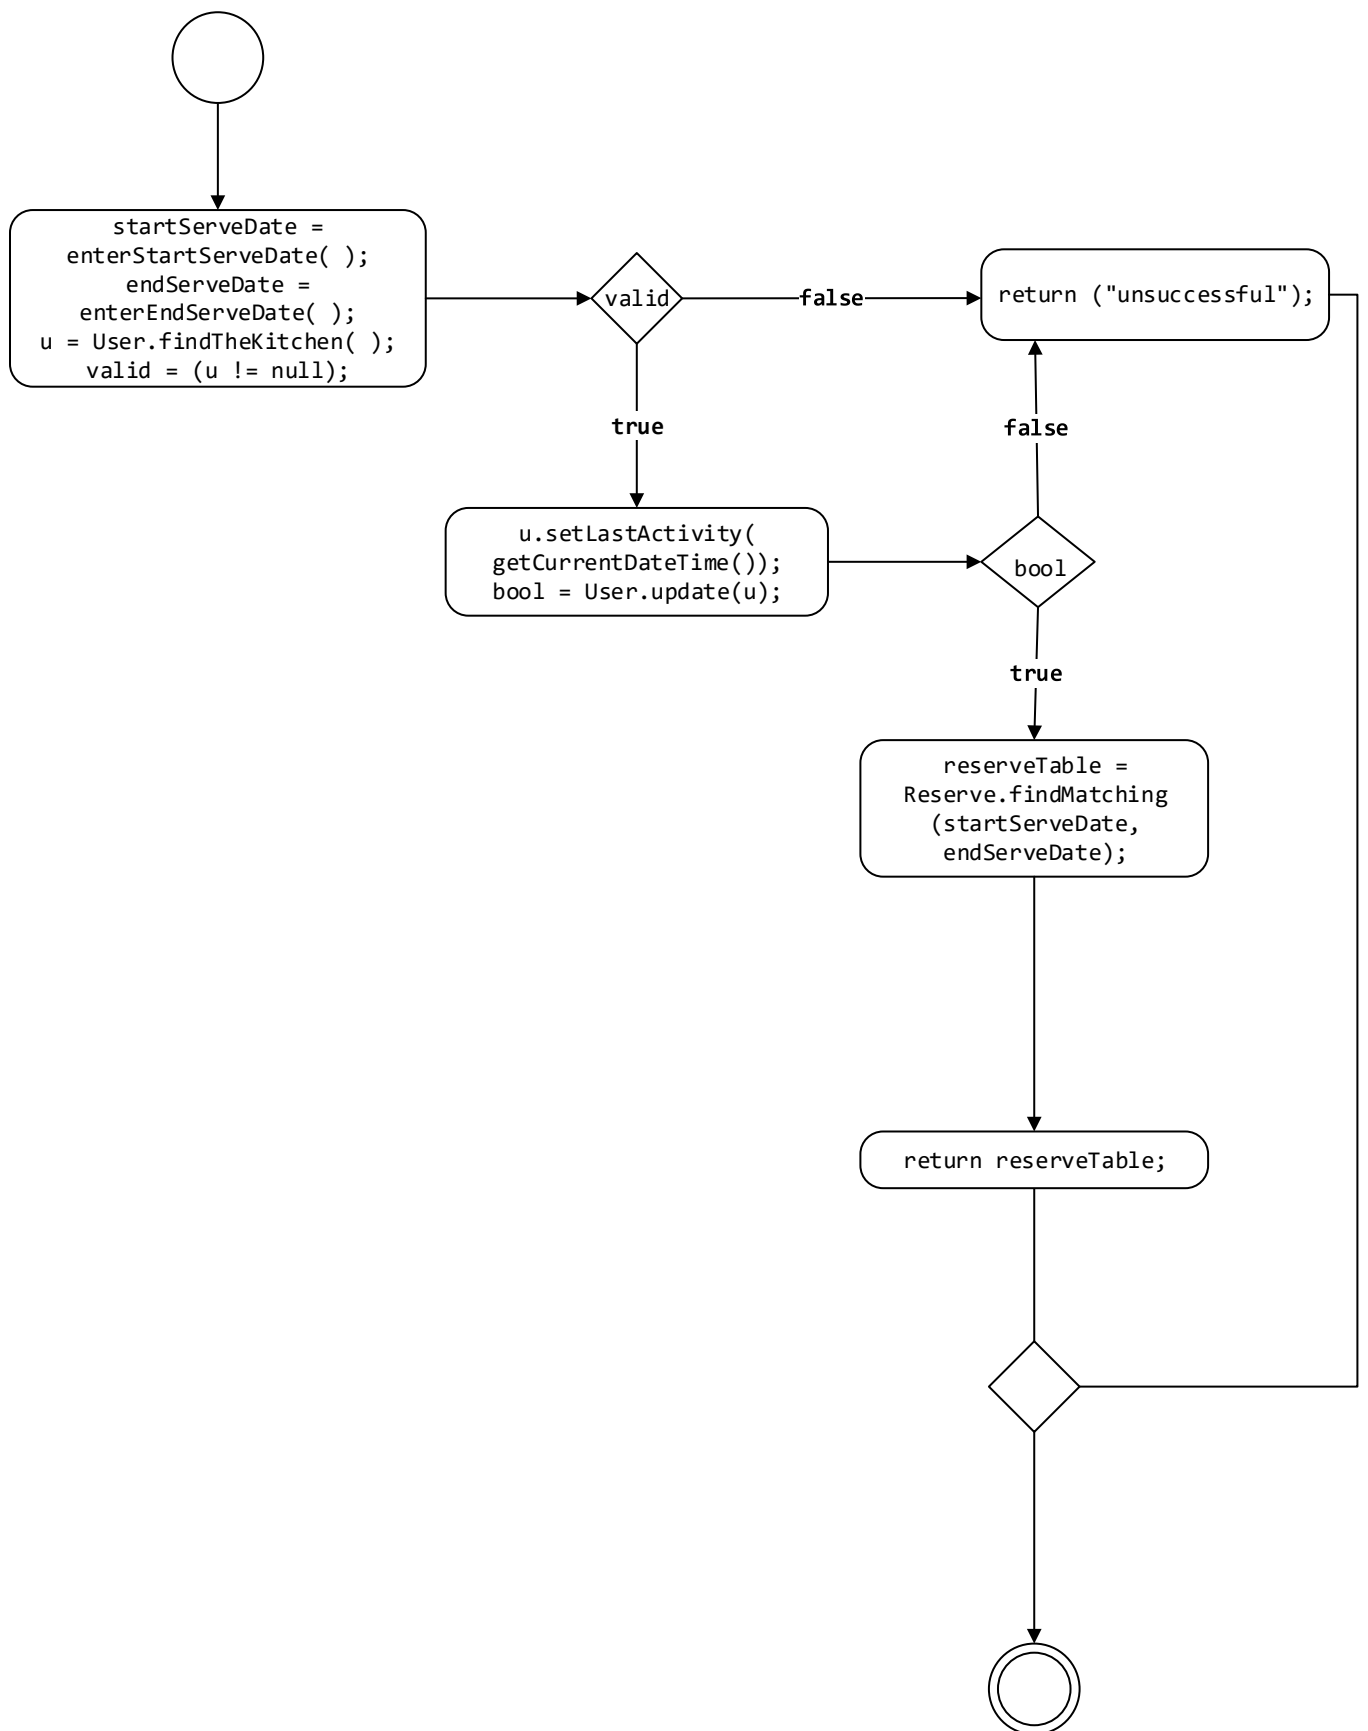 startServeDate =
enterStartServeDate( );
endServeDate =
enterEndServeDate( );
u = User.findTheKitchen( );
valid = (u != null);
valid
false
return ("unsuccessful");
true
false
u.setLastActivity(
getCurrentDateTime());
bool = User.update(u);
bool
true
reserveTable =
Reserve.findMatching
(startServeDate,
endServeDate);
return reserveTable;